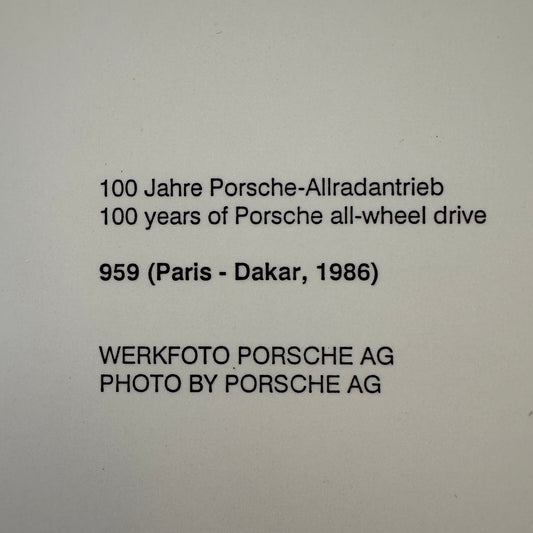 100 Jahre Porsche-Allradantrieb
100 years of Porsche all-wheel drive
959 (Paris - Dakar, 1986)
WERKFOTO PORSCHE AG
PHOTO BY PORSCHE AG